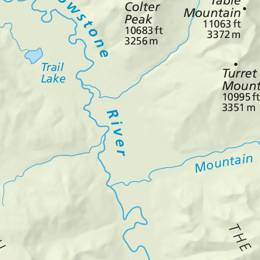 Colter
Peak
10683 ft
3256 m
Table
Mountain
11063 ft
3372 m
Trail
Lake
Turret
Mount
10995 ft
3351 m
River
Mountain
THE